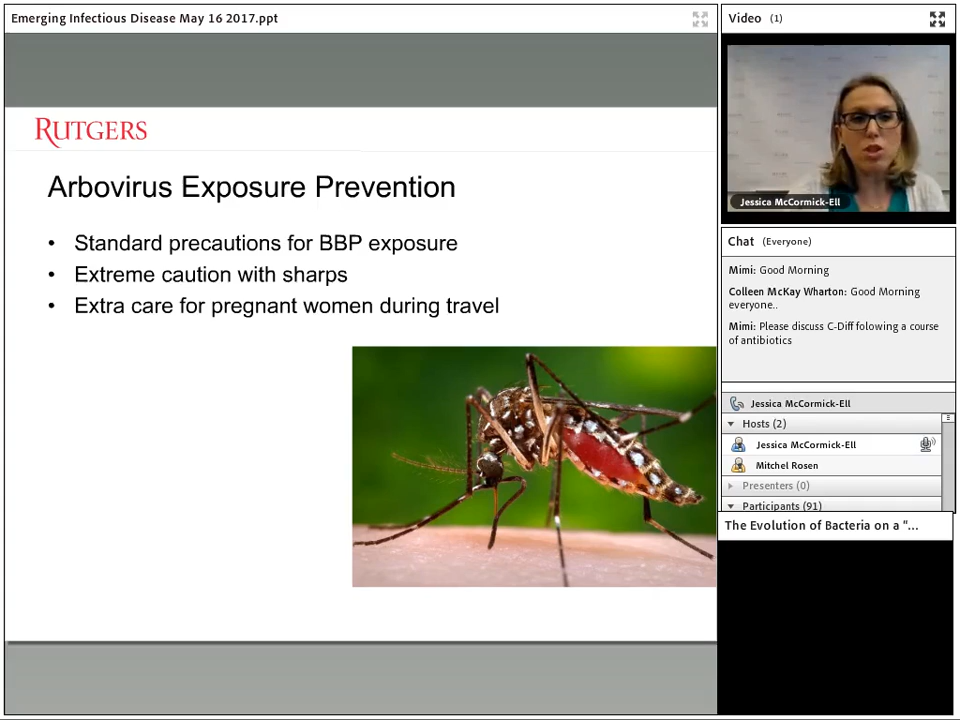 Emerging Infectious Disease May 16 2017.ppt
RUTGERS
Arbovirus Exposure Prevention
• Standard precautions for BBP exposure
• Extreme caution with sharps
• Extra care for pregnant women during travel
Video (1)
Jessica McCormick-Ell
Chat (Everyone)
Mimi: Good Morning
Colleen McKay Wharton: Good Morning
everyone..
Mimi: Please discuss C-Diff folowing a course
of antibiotics
Jessica McCormick-Ell
Hosts (2)
Jessica McCormick-Ell
Mitchel Rosen
Presenters (0)
Participants (91)
The Evolution of Bacteria on a "...